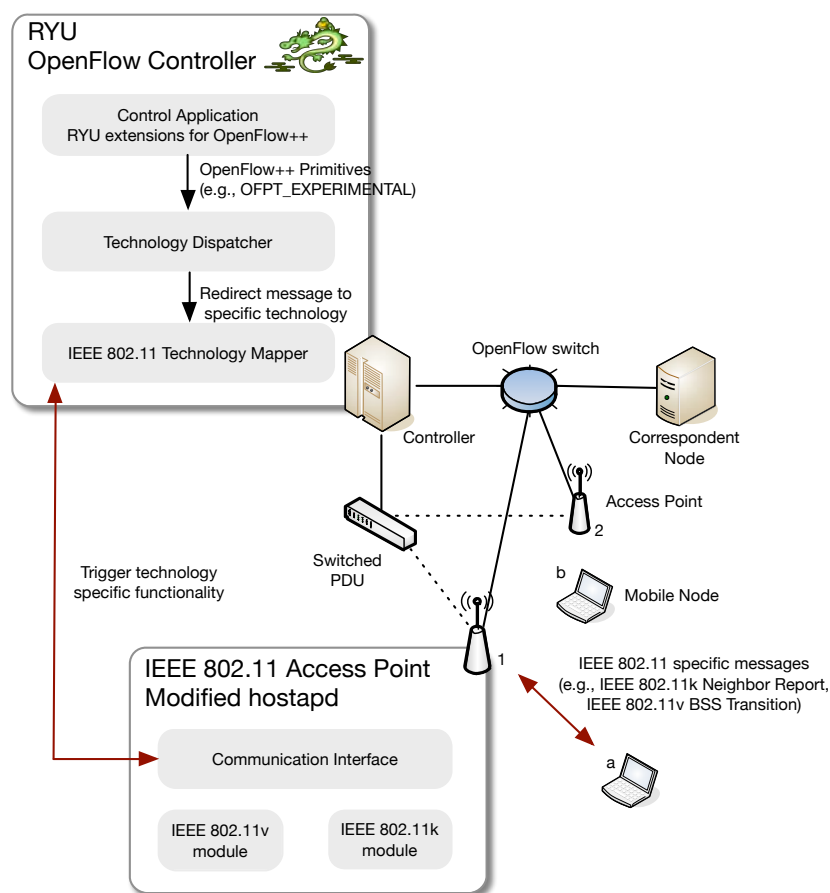 RYU
OpenFlow Controller
Control Application
RYU extensions for OpenFlow++
OpenFlow++ Primitives
(e.g., OFPT_EXPERIMENTAL)
Technology Dispatcher
Redirect message to
specific technology
IEEE 802.11 Technology Mapper
OpenFlow switch
Controller
Correspondent
Node
Access Point
2
Switched
PDU
b
Mobile Node
Trigger technology
specific functionality
1
IEEE 802.11 specific messages
(e.g., IEEE 802.11k Neighbor Report,
IEEE 802.11v BSS Transition)
a
IEEE 802.11 Access Point
Modified hostapd
Communication Interface
IEEE 802.11v
module
IEEE 802.11k
module